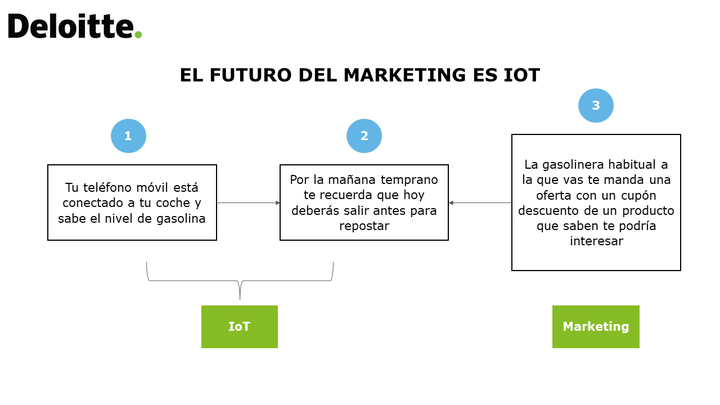 Deloitte.
EL FUTURO DEL MARKETING ES IOT
1
2
3
Tu teléfono móvil está
conectado a tu coche y
sabe el nivel de gasolina
Por la mañana temprano
te recuerda que hoy
deberás salir antes para
repostar
La gasolinera habitual a
la que vas te manda una
oferta con un cupón
descuento de un producto
que saben te podría
interesar
IoT
Marketing